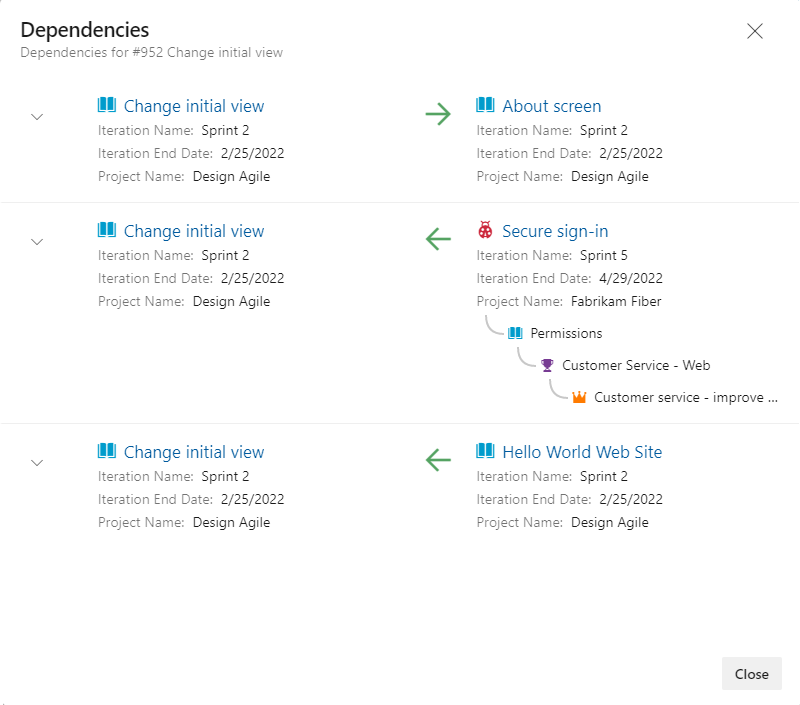 Dependencies
Dependencies for #952 Change initial view
Change initial view
Iteration Name: Sprint 2
Iteration End Date: 2/25/2022
Project Name: Design Agile
About screen
Iteration Name: Sprint 2
Iteration End Date: 2/25/2022
Project Name: Design Agile
Change initial view
Iteration Name: Sprint 2
Iteration End Date: 2/25/2022
Project Name: Design Agile
Secure sign-in
Iteration Name: Sprint 5
Iteration End Date: 4/29/2022
Project Name: Fabrikam Fiber
Permissions
Customer Service - Web
Customer service - improve ...
Change initial view
Iteration Name: Sprint 2
Iteration End Date: 2/25/2022
Project Name: Design Agile
Hello World Web Site
Iteration Name: Sprint 2
Iteration End Date: 2/25/2022
Project Name: Design Agile
Close